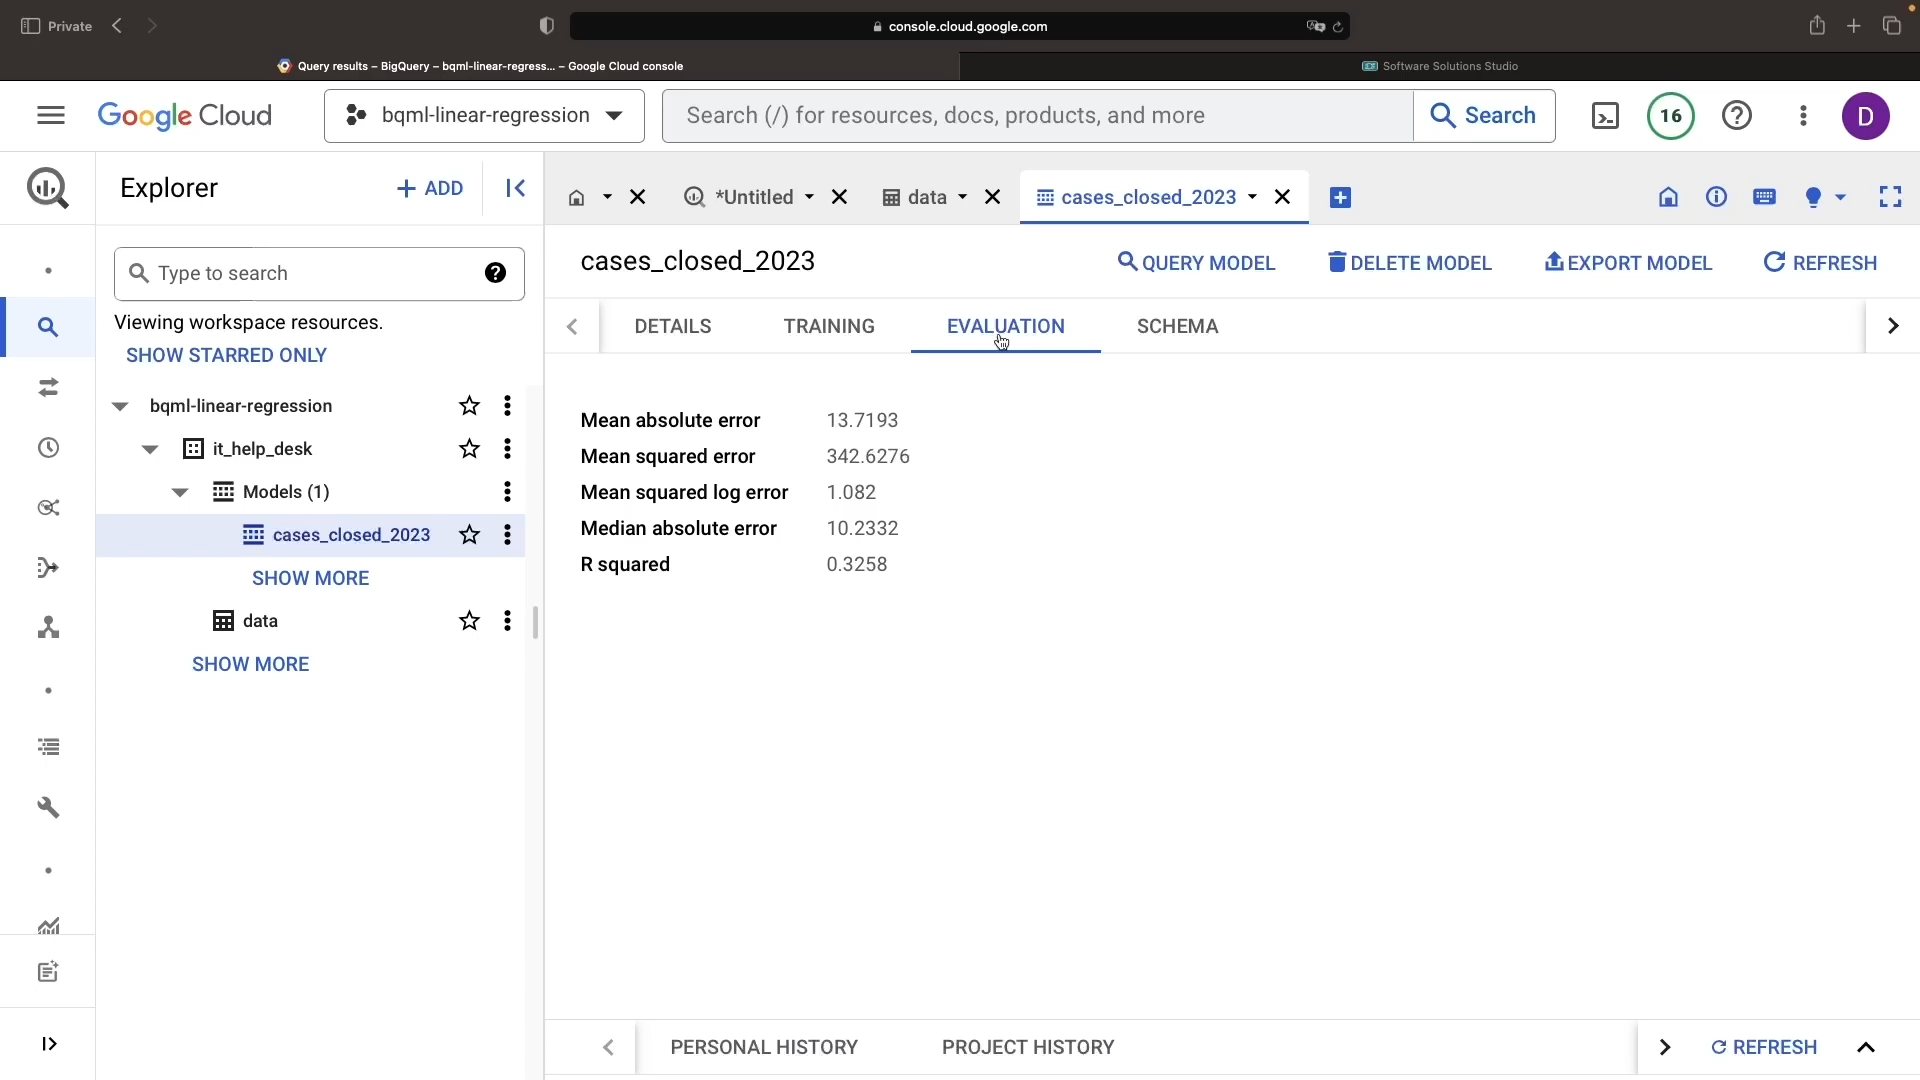 Private
console.cloud.google.com
Query results – BigQuery – bqml-linear-regress... – Google Cloud console
Software Solutions Studio
Google Cloud
bqml-linear-regression
Search (/) for resources, docs, products, and more
Search
16
D
Explorer
+ ADD
*Untitled
data
cases_closed_2023
Type to search
cases_closed_2023
QUERY MODEL
DELETE MODEL
EXPORT MODEL
REFRESH
Viewing workspace resources.
SHOW STARRED ONLY
DETAILS
TRAINING
EVALUATION
SCHEMA
bqml-linear-regression
it_help_desk
Models (1)
cases_closed_2023
SHOW MORE
data
SHOW MORE
Mean absolute error 13.7193
Mean squared error 342.6276
Mean squared log error 1.082
Median absolute error 10.2332
R squared 0.3258
PERSONAL HISTORY
PROJECT HISTORY
REFRESH